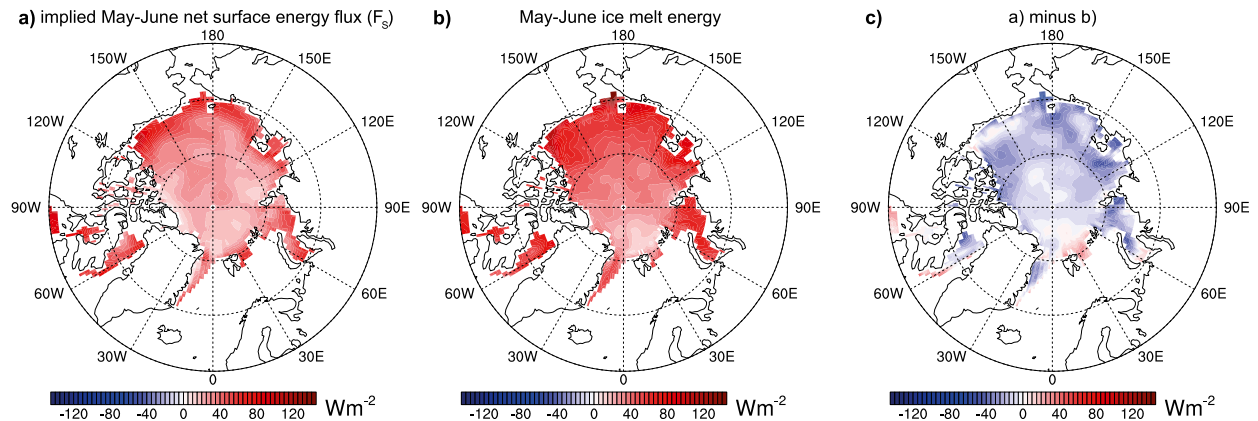 a) implied May-June net surface energy flux (Fs)
180
150W
150E
120W
120E
90W
90E
60W
60E
30W
30E
0
-120 -80 -40 0 40 80 120
Wm-2
b) May-June ice melt energy
180
150W
150E
120W
120E
90W
90E
60W
60E
30W
30E
0
-120 -80 -40 0 40 80 120
Wm-2
c) a) minus b)
180
150W
150E
120W
120E
90W
90E
60W
60E
30W
30E
0
-120 -80 -40 0 40 80 120
Wm-2